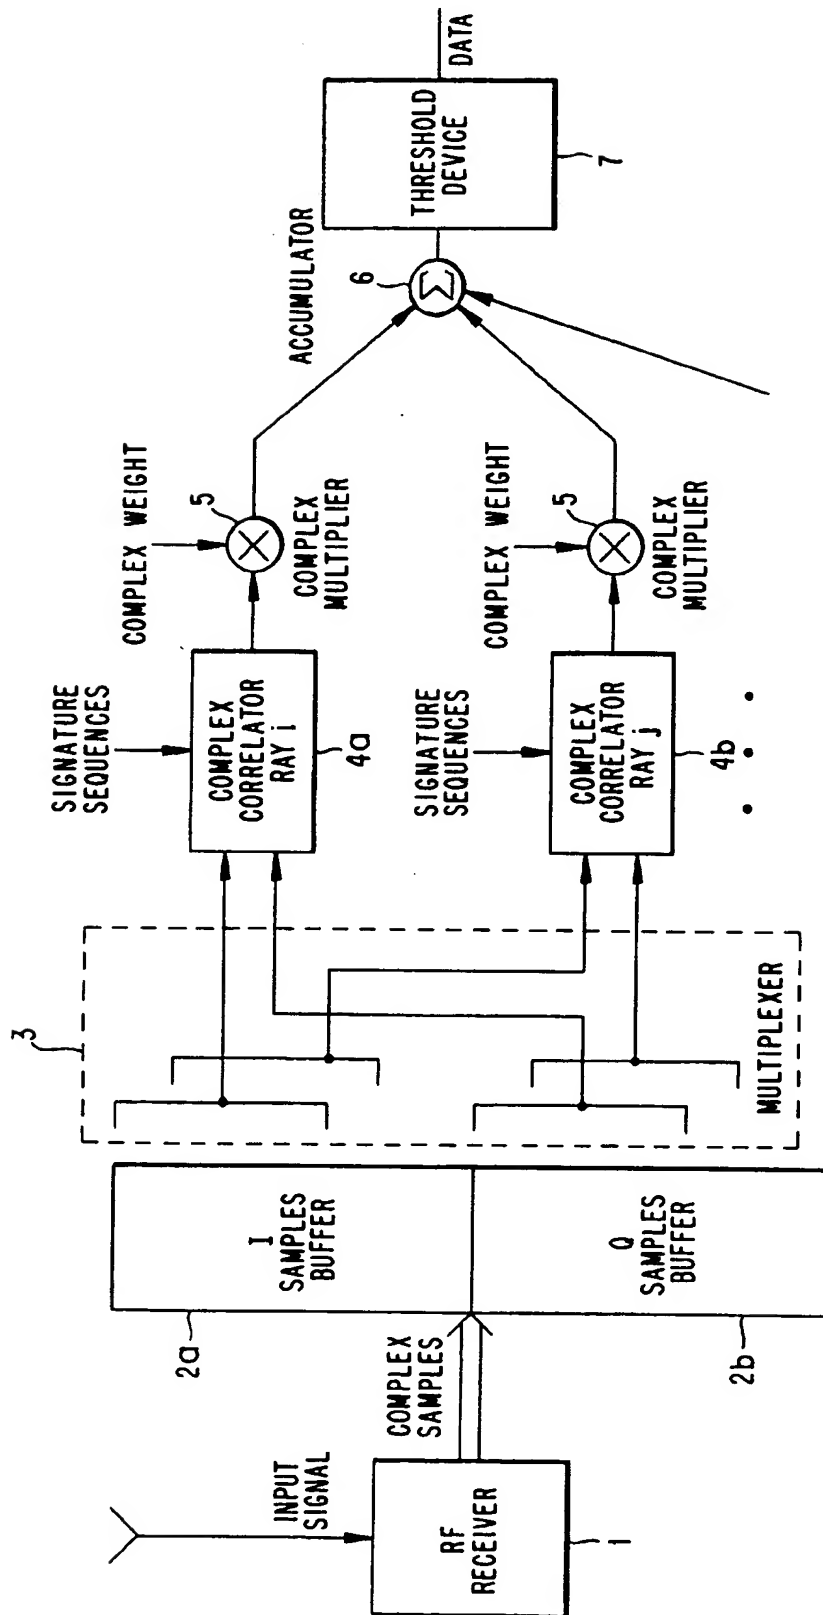 INPUT
SIGNAL
RF
RECEIVER
1
COMPLEX
SAMPLES
2a
I
SAMPLES
BUFFER
Q
SAMPLES
BUFFER
2b
3
MULTIPLEXER
SIGNATURE
SEQUENCES
COMPLEX
CORRELATOR
RAY i
4a
COMPLEX WEIGHT
5
COMPLEX
MULTIPLIER
SIGNATURE
SEQUENCES
COMPLEX
CORRELATOR
RAY j
4b
COMPLEX WEIGHT
5
COMPLEX
MULTIPLIER
ACCUMULATOR
6
Σ
THRESHOLD
DEVICE
7
DATA